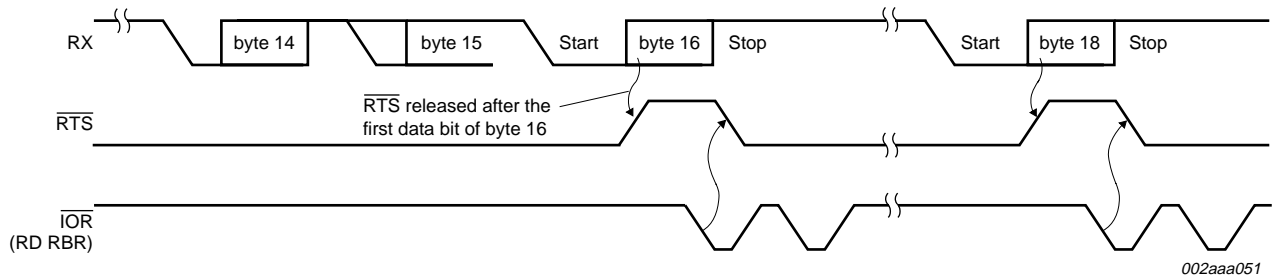 RX
byte 14
byte 15
Start
byte 16
Stop
Start
byte 18
Stop
RTS released after the
first data bit of byte 16
RTS
IOR
(RD RBR)
002aaa051